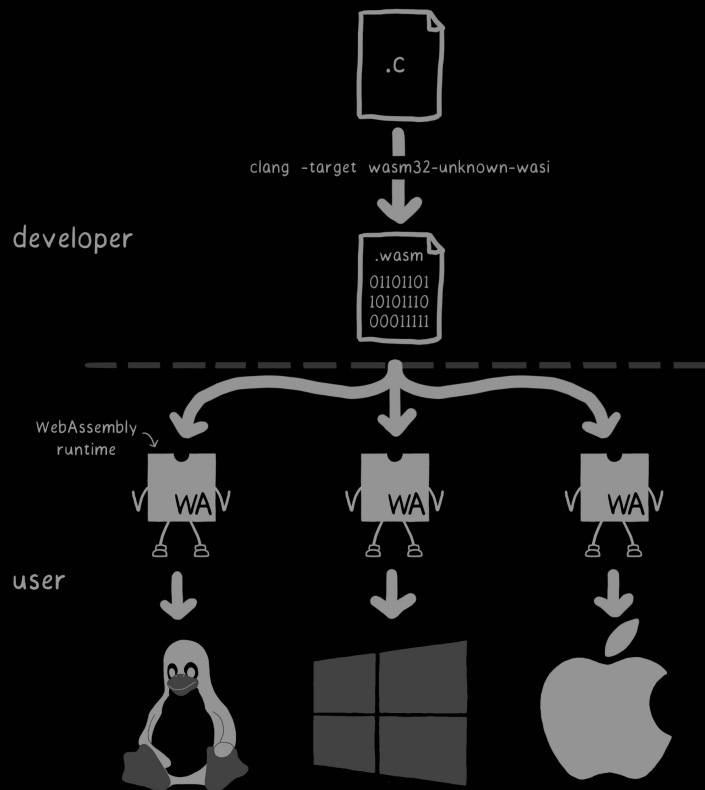 .c
clang -target wasm32-unknown-wasi
developer
.wasm
01101101
10101110
00011111
WebAssembly
runtime
WA
WA
WA
user